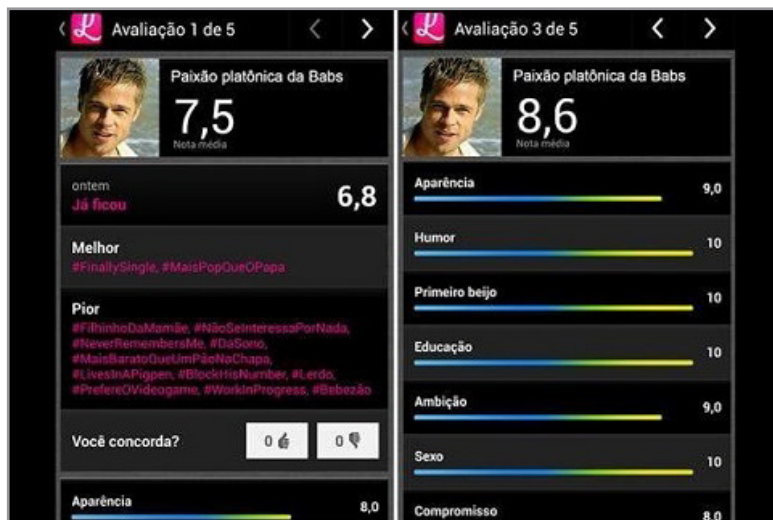 Avaliação 1 de 5
Paixão platônica da Babs
7,5
Nota média
ontem
Já ficou
6,8
Melhor
#FinallySingle, #MaisPopQueOPapa
Pior
#FilhinhoDaMamãe, #NãoSeInteressaPorNada,
#NeverRemembersMe, #DaSono,
#MaisBaratoQueUmPãoNaChapa,
#LivesInAPigpen, #BlockHisNumber, #Lerdo,
#PrefereOVideogame, #WorkInProgress, #Bebezão
Você concorda?
0
0
Aparência
8,0
Avaliação 3 de 5
Paixão platônica da Babs
8,6
Nota média
Aparência
9,0
Humor
10
Primeiro beijo
10
Educação
10
Ambição
9,0
Sexo
10
Compromisso
8,0